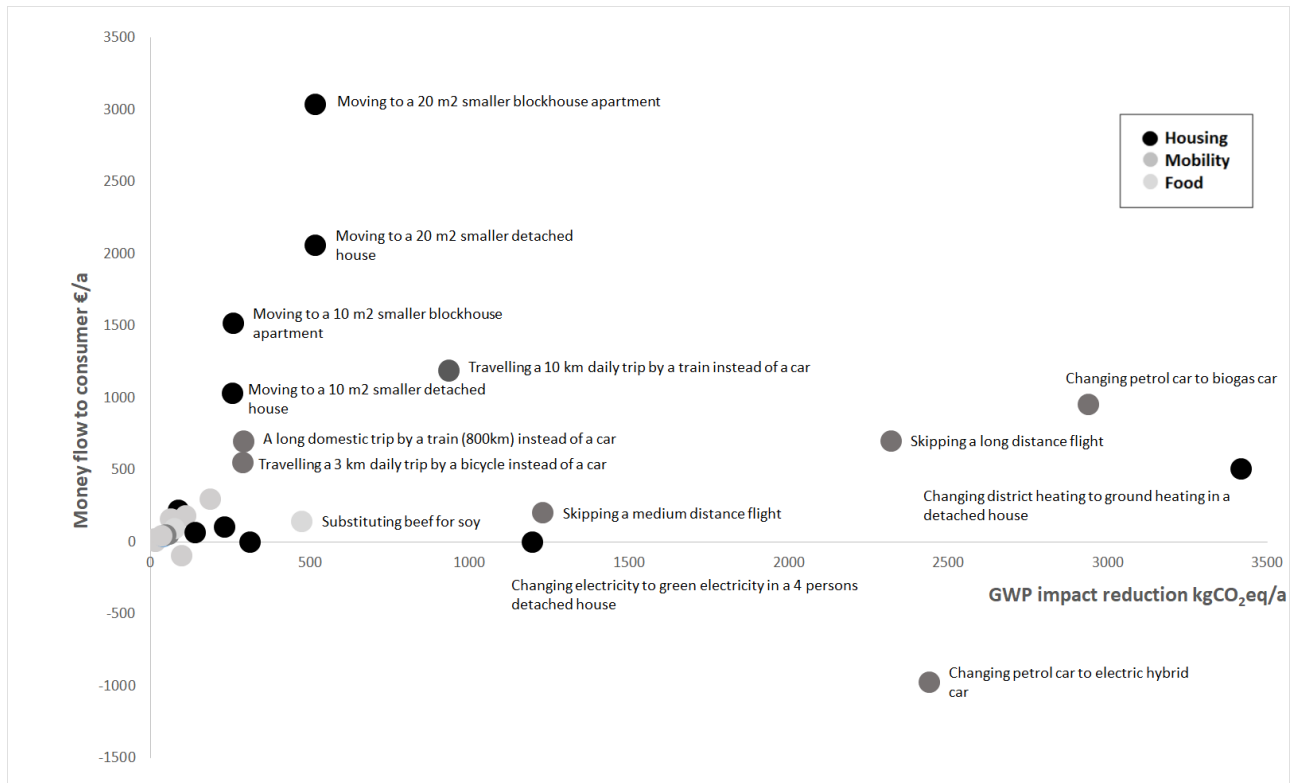 3500
3000
2500
2000
1500
1000
500
0
-500
-1000
-1500
Money flow to consumer €/a
Moving to a 20 m2 smaller blockhouse apartment
Housing
Mobility
Food
Moving to a 20 m2 smaller detached
house
Moving to a 10 m2 smaller blockhouse
apartment
Travelling a 10 km daily trip by a train instead of a car
Changing petrol car to biogas car
Moving to a 10 m2 smaller detached
house
A long domestic trip by a train (800km) instead of a car
Skipping a long distance flight
Travelling a 3 km daily trip by a bicycle instead of a car
Changing district heating to ground heating in a
detached house
Substituting beef for soy
Skipping a medium distance flight
0
500
1000
1500
2000
2500
3000
3500
Changing electricity to green electricity in a 4 persons
detached house
GWP impact reduction kgCO₂eq/a
Changing petrol car to electric hybrid
car